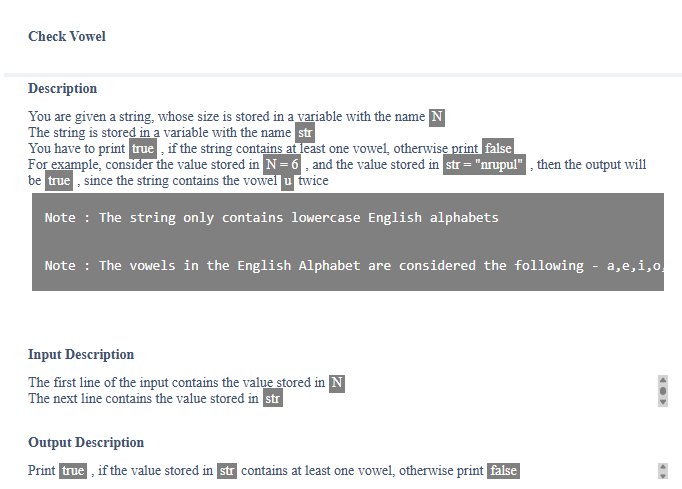 Check Vowel
Description
You are given a string, whose size is stored in a variable with the name N
The string is stored in a variable with the name str
You have to print true , if the string contains at least one vowel, otherwise print false
For example, consider the value stored in N = 6 , and the value stored in str = "nrupul" , then the output will
be true , since the string contains the vowel u twice
Note : The string only contains lowercase English alphabets
Note : The vowels in the English Alphabet are considered the following - a,e,i,o,
Input Description
The first line of the input contains the value stored in N
The next line contains the value stored in str
Output Description
Print true , if the value stored in str contains at least one vowel, otherwise print false